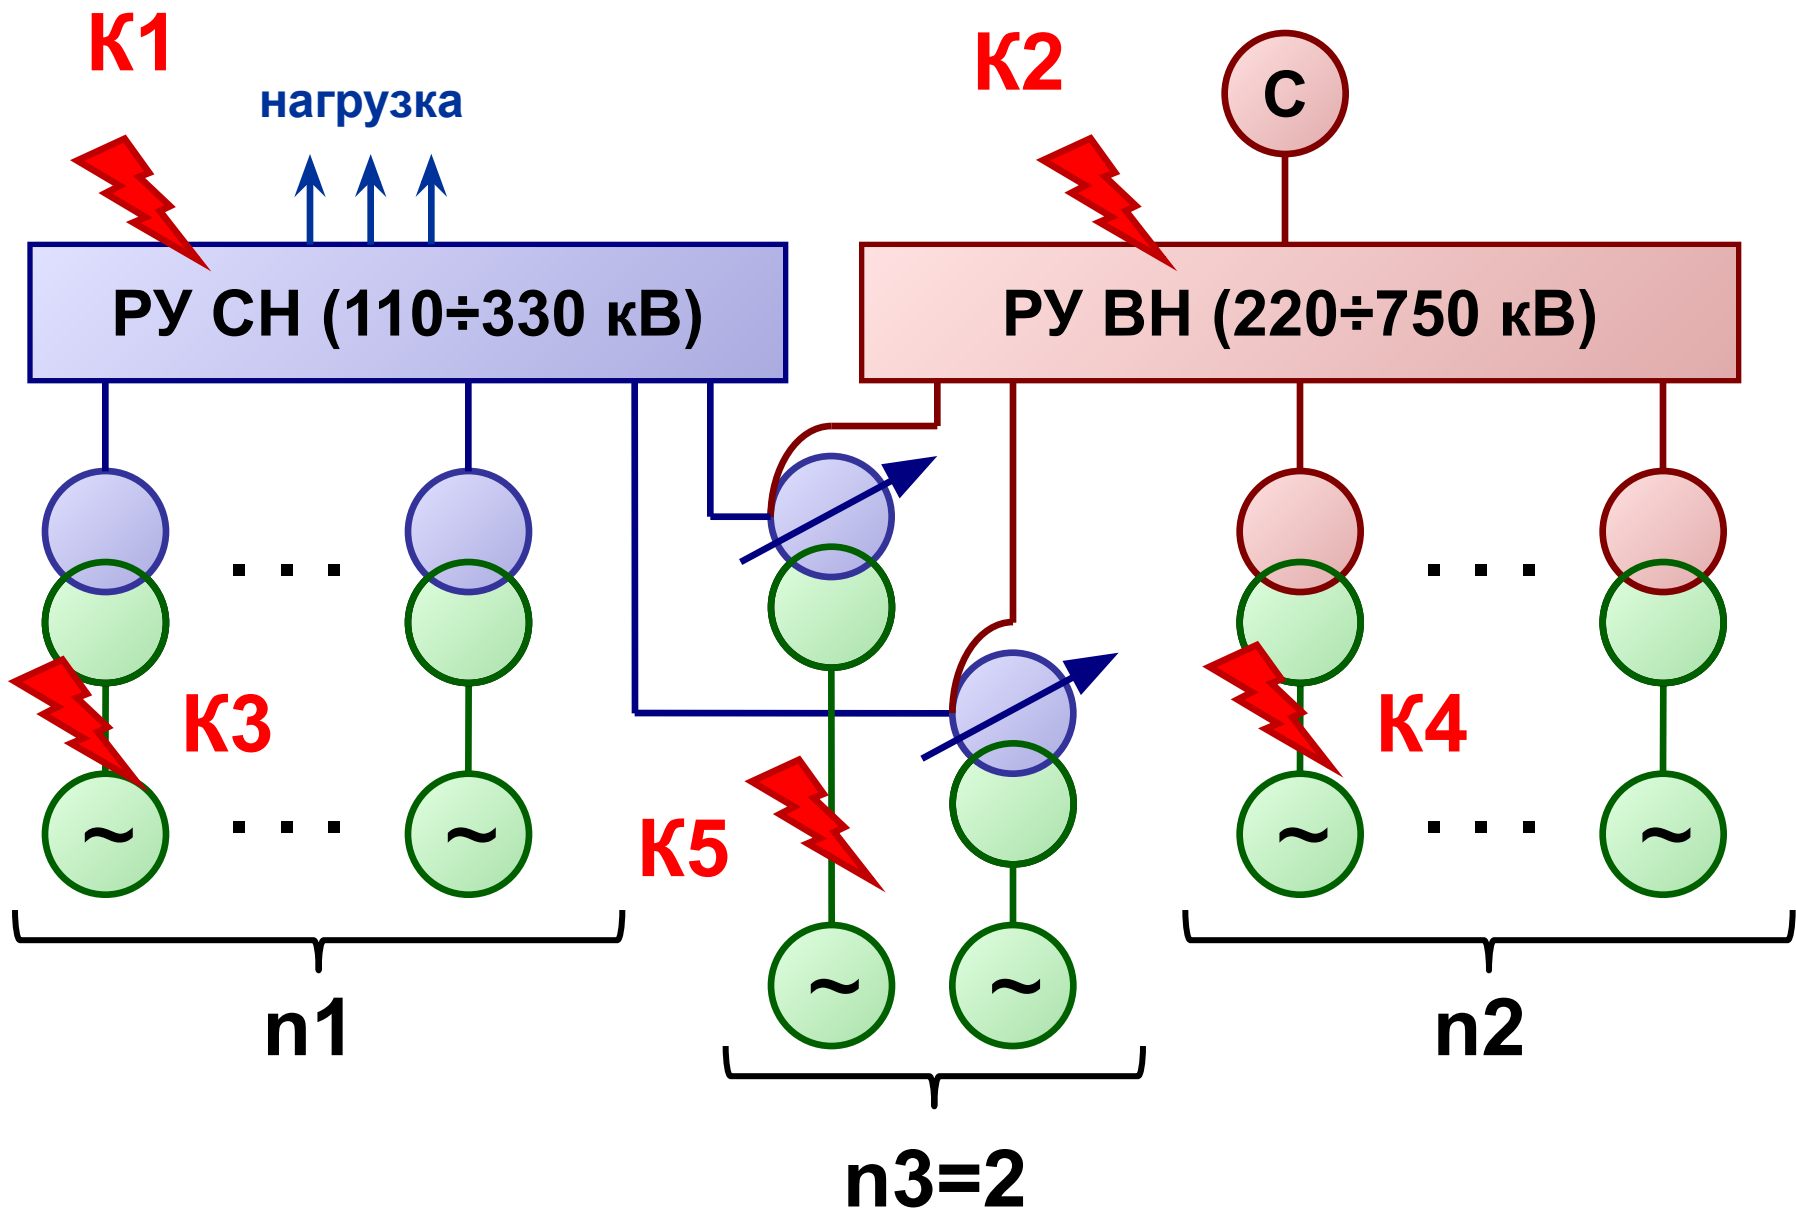 К1
К2
С
нагрузка
РУ СН (110÷330 кВ)
РУ ВН (220÷750 кВ)
. . .
. . .
К3
К4
~
. . .
~
К5
~
. . .
~
~
~
n1
n2
n3=2